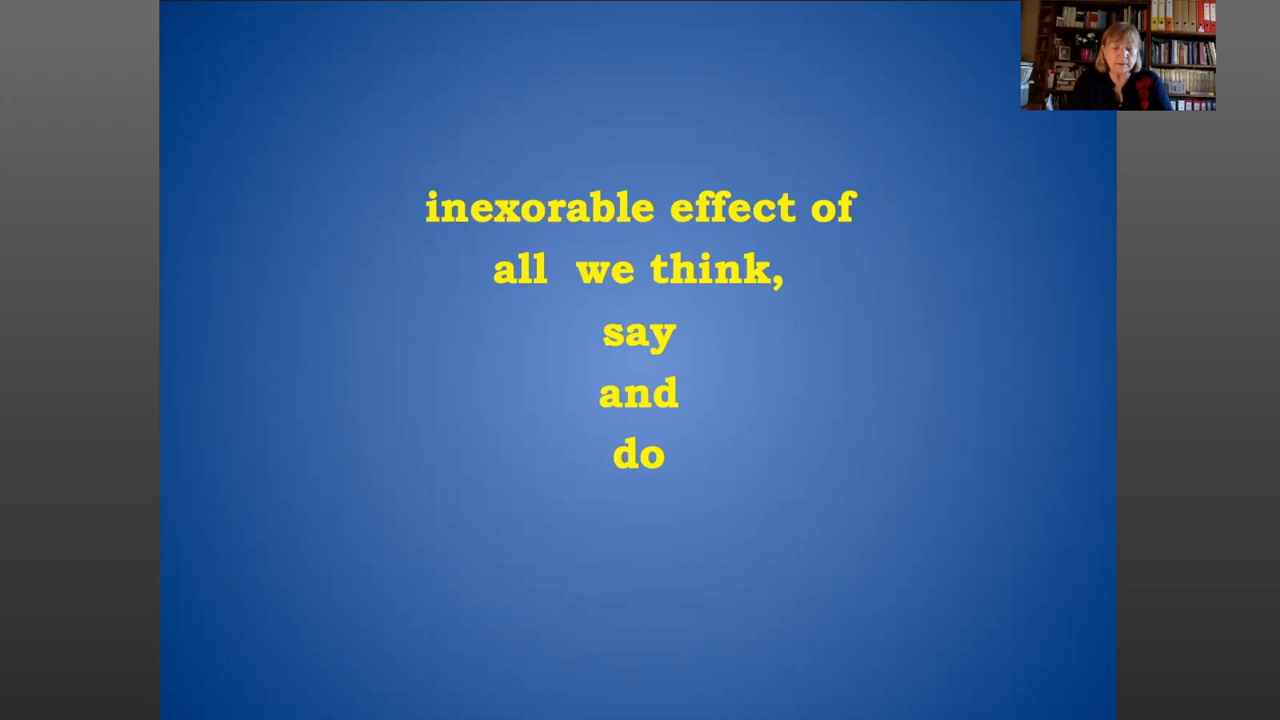 inexorable effect of
all  we think,
say
and
do